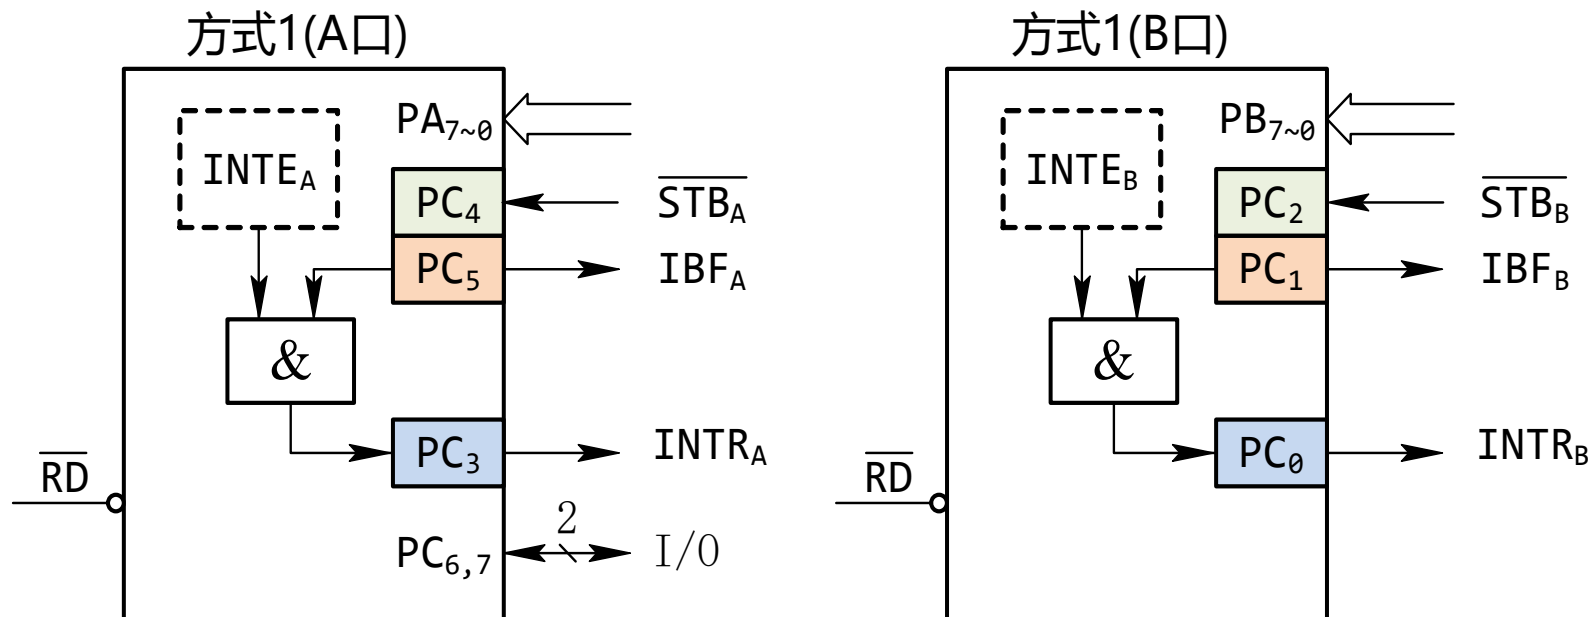 方式1(A口)
PA7~0
INTEA
PC4
STBA
PC5
IBFA
&
PC3
INTRA
RD
2
PC6,7
I/O
方式1(B口)
PB7~0
INTEB
PC2
STBB
PC1
IBFB
&
PC0
INTRB
RD